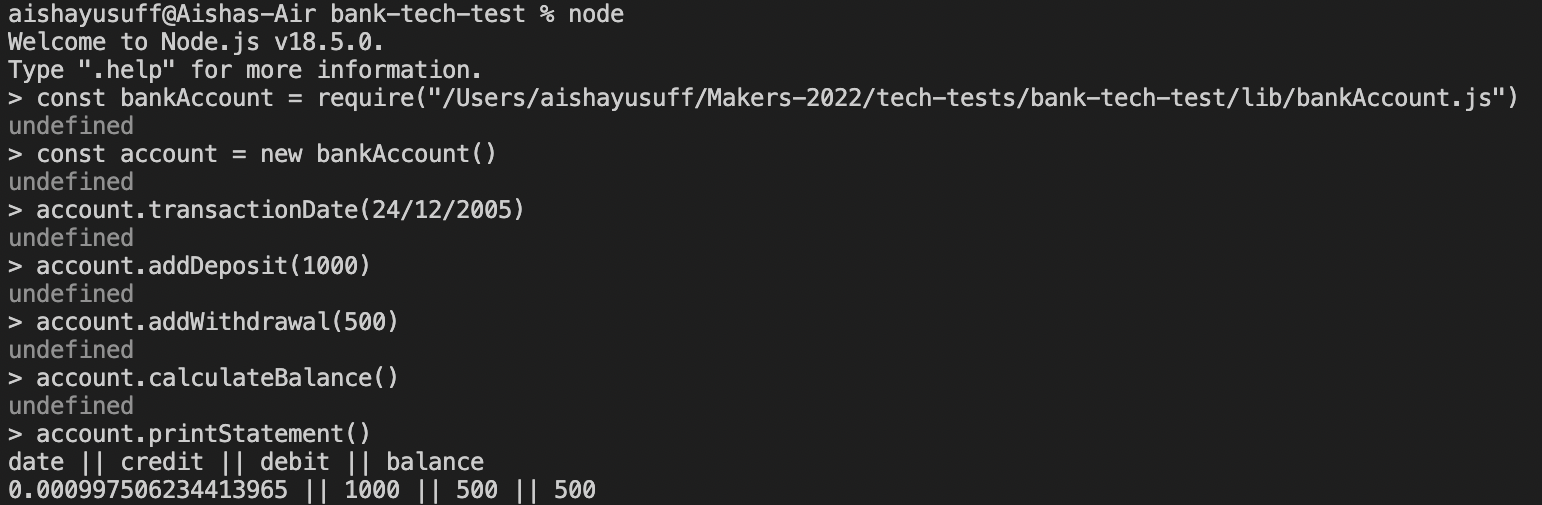 aishayusuff@Aishas-Air bank-tech-test % node
Welcome to Node.js v18.5.0.
Type ".help" for more information.
> const bankAccount = require("/Users/aishayusuff/Makers-2022/tech-tests/bank-tech-test/lib/bankAccount.js")
undefined
> const account = new bankAccount()
undefined
> account.transactionDate(24/12/2005)
undefined
> account.addDeposit(1000)
undefined
> account.addWithdrawal(500)
undefined
> account.calculateBalance()
undefined
> account.printStatement()
date || credit || debit || balance
0.000997506234413965 || 1000 || 500 || 500